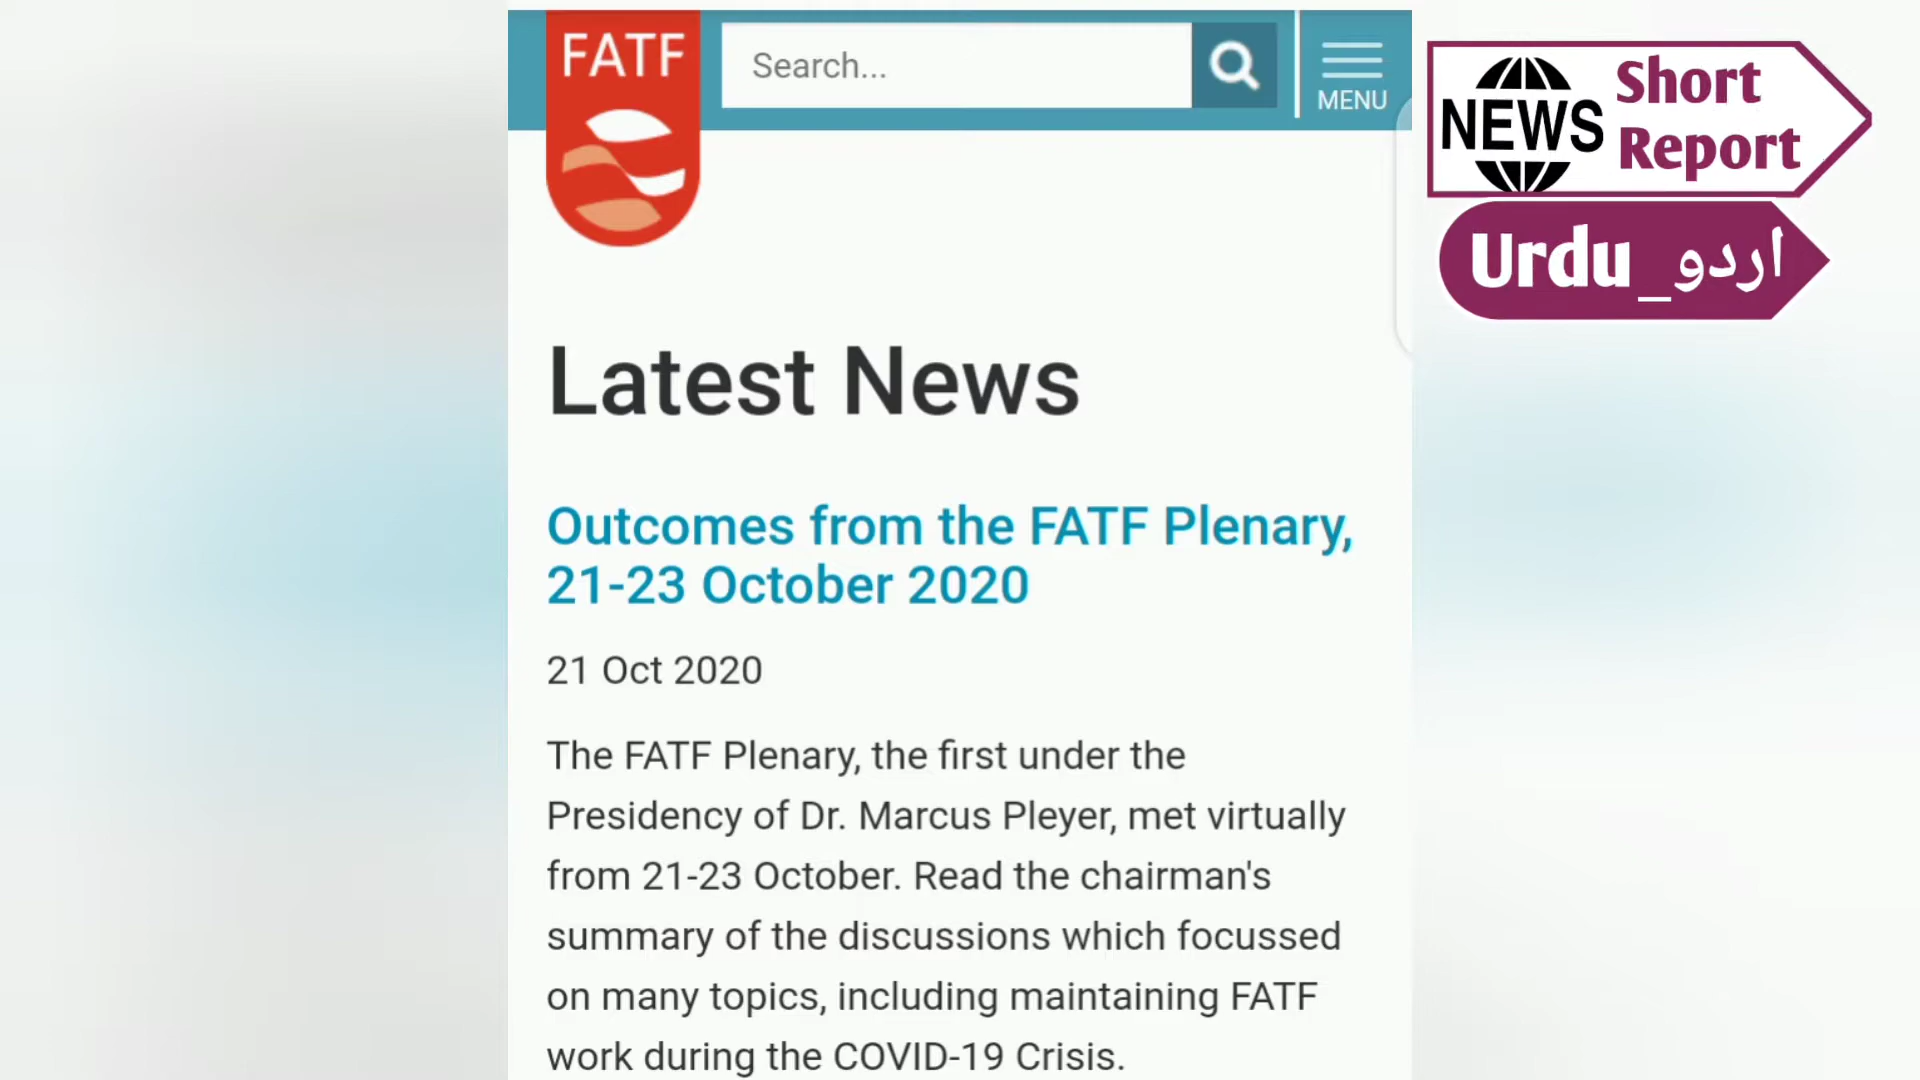 FATF
Search...
MENU
NEWS
Short
Report
Urdu_اردو
Latest News
Outcomes from the FATF Plenary,
21-23 October 2020
21 Oct 2020
The FATF Plenary, the first under the
Presidency of Dr. Marcus Pleyer, met virtually
from 21-23 October. Read the chairman's
summary of the discussions which focussed
on many topics, including maintaining FATF
work during the COVID-19 Crisis.